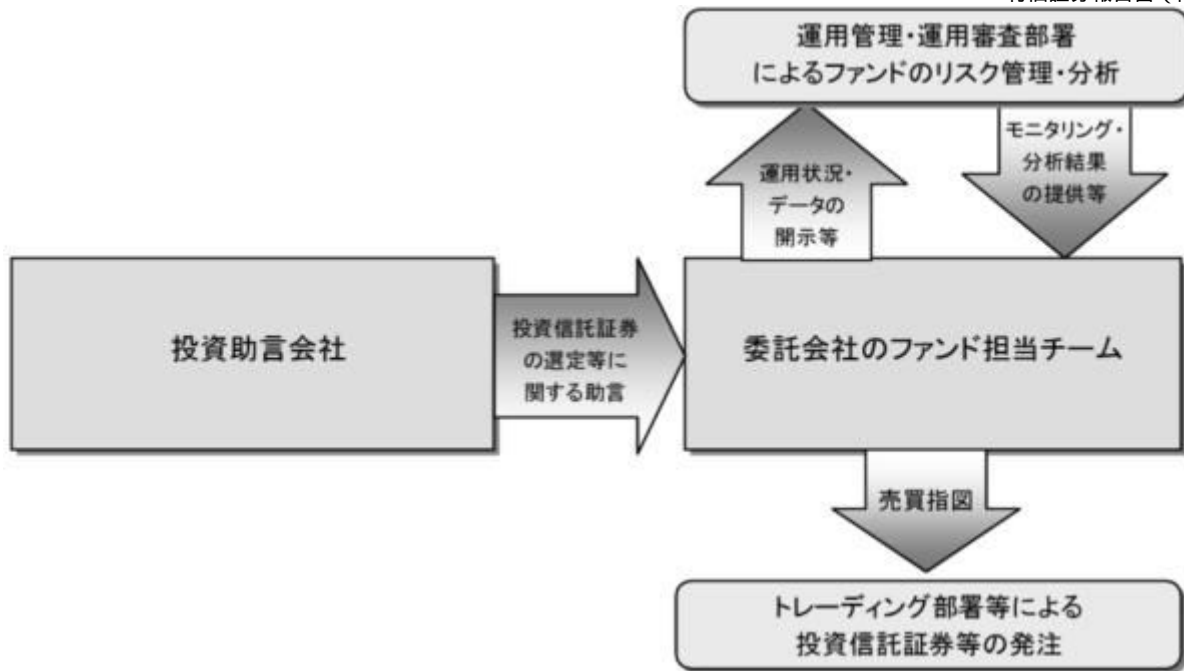 運用管理・運用審査部署
によるファンドのリスク管理・分析
運用状況・
データの
開示等
モニタリング・
分析結果
の提供等
投資助言会社
投資信託証券
の選定等に
関する助言
委託会社のファンド担当チーム
売買指図
トレーディング部署等による
投資信託証券等の発注